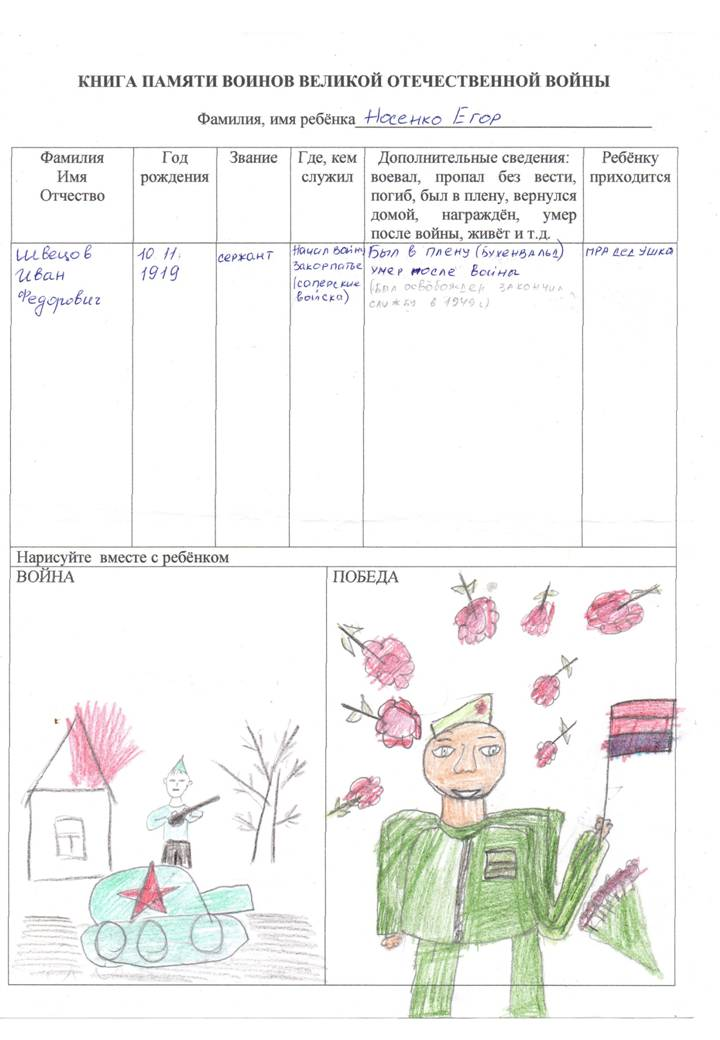 КНИГА ПАМЯТИ ВОИНОВ ВЕЛИКОЙ ОТЕЧЕСТВЕННОЙ ВОЙНЫ
Фамилия, имя ребёнка Носенко Егор
Фамилия
Имя
Отчество
Год
рождения
Звание
Где, кем
служил
Дополнительные сведения:
воевал, пропал без вести,
погиб, был в плену, вернулся
домой, награждён, умер
после войны, живёт и т.д.
Ребёнку
приходится
Швецов
Иван
Федорович
10 11.
1919
сержант
Начал войну
Закорпатье
(саперские
войска)
Был в плену (Бухенвальд)
умер после войны
(был освобожден закончил
службу в 1949 г)
прадедушка
Нарисуйте вместе с ребёнком
ВОЙНА
ПОБЕДА